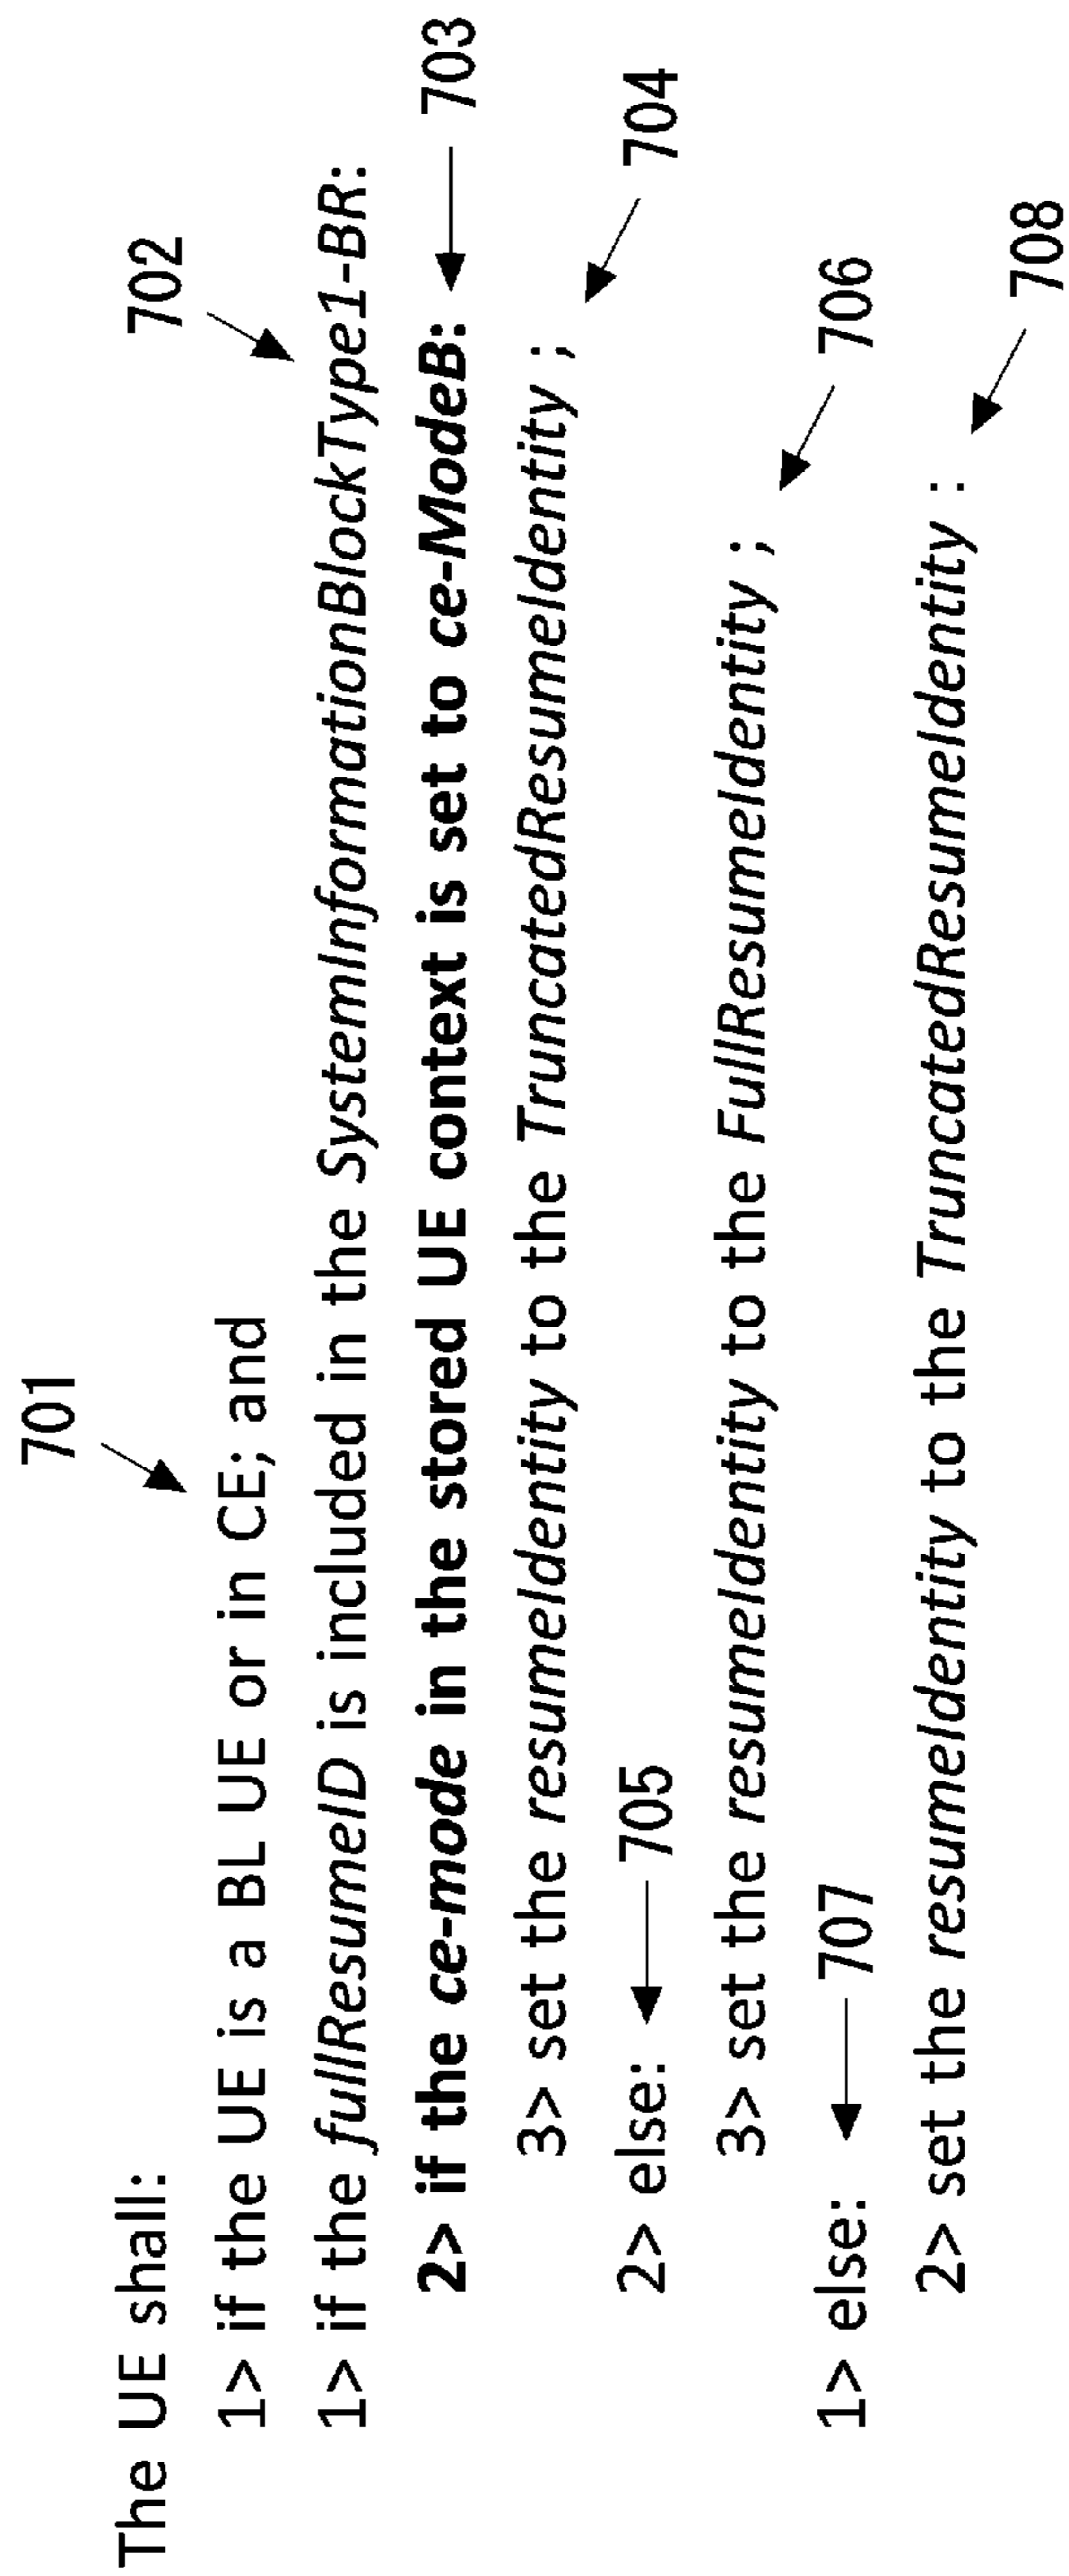 701
702
The UE shall:
1> if the UE is a BL UE or in CE; and
1> if the fullResumeID is included in the SystemInformationBlockType1-BR:
2> if the ce-mode in the stored UE context is set to ce-ModeB: 703
3> set the resumeIdentity to the TruncatedResumeIdentity ; 704
2> else: 705
3> set the resumeIdentity to the FullResumeIdentity ; 706
1> else: 707
2> set the resumeIdentity to the TruncatedResumeIdentity : 708